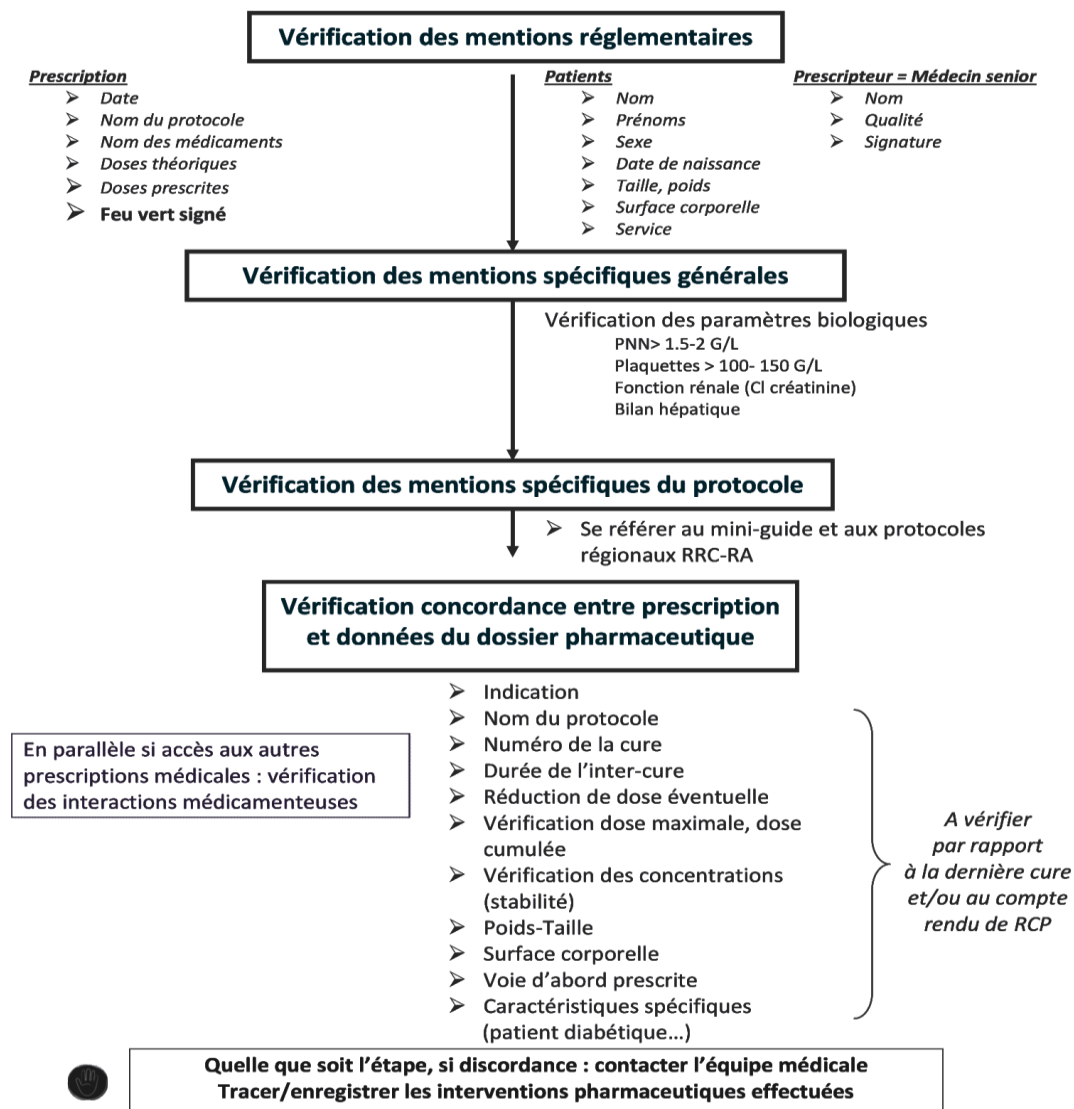 Vérification des mentions réglementaires
Prescription
➢ Date
➢ Nom du protocole
➢ Nom des médicaments
➢ Doses théoriques
➢ Doses prescrites
➢ Feu vert signé
Patients
➢ Nom
➢ Prénoms
➢ Sexe
➢ Date de naissance
➢ Taille, poids
➢ Surface corporelle
➢ Service
Prescripteur = Médecin senior
➢ Nom
➢ Qualité
➢ Signature
Vérification des mentions spécifiques générales
Vérification des paramètres biologiques
PNN> 1.5-2 G/L
Plaquettes > 100- 150 G/L
Fonction rénale (Cl créatinine)
Bilan hépatique
Vérification des mentions spécifiques du protocole
➢ Se référer au mini-guide et aux protocoles
régionaux RRC-RA
Vérification concordance entre prescription
et données du dossier pharmaceutique
➢ Indication
➢ Nom du protocole
➢ Numéro de la cure
➢ Durée de l'inter-cure
➢ Réduction de dose éventuelle
➢ Vérification dose maximale, dose
cumulée
➢ Vérification des concentrations
(stabilité)
➢ Poids-Taille
➢ Surface corporelle
➢ Voie d'abord prescrite
➢ Caractéristiques spécifiques
(patient diabétique...)
En parallèle si accès aux autres
prescriptions médicales : vérification
des interactions médicamenteuses
A vérifier
par rapport
à la dernière cure
et/ou au compte
rendu de RCP
Quelle que soit l'étape, si discordance : contacter l'équipe médicale
Tracer/enregistrer les interventions pharmaceutiques effectuées